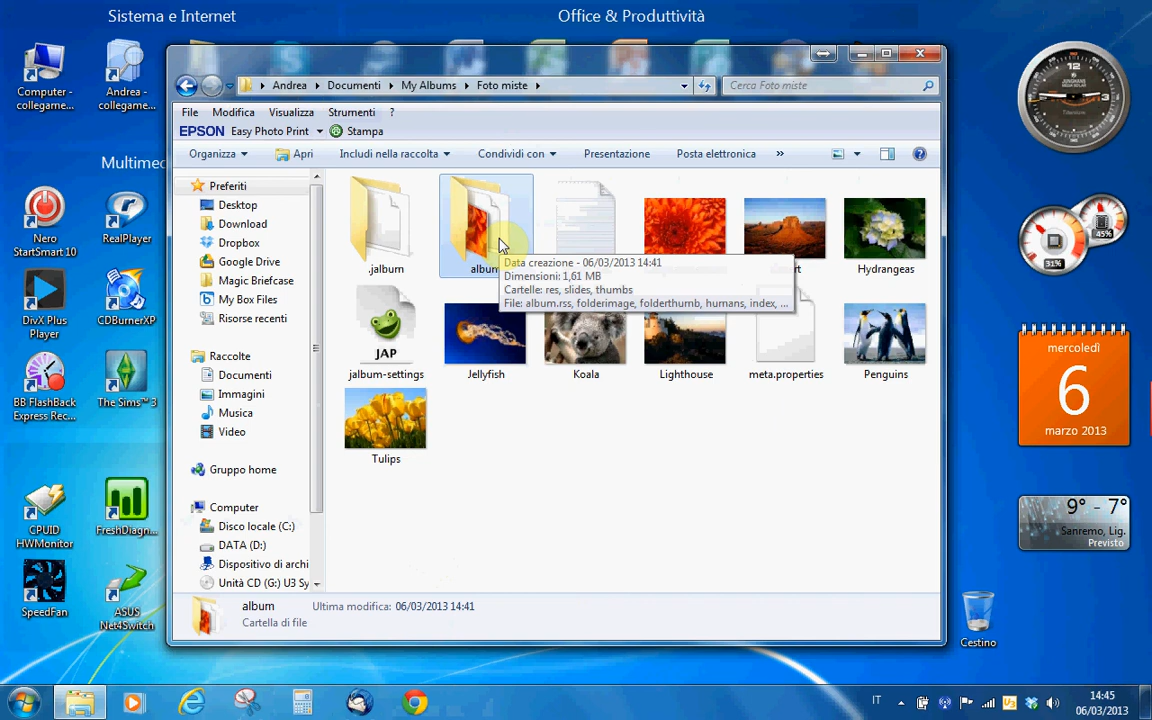 Sistema e Internet
Office & Produttività
Computer -
collegame...
Andrea -
collegame...
Multimed
Nero
StartSmart 10
RealPlayer
DivX Plus
Player
CDBurnerXP
BB FlashBack
Express Rec...
The Sims™ 3
CPUID
HWMonitor
FreshDiagn...
SpeedFan
ASUS
Net4Switch
Andrea
Documenti
My Albums
Foto miste
Cerca Foto miste
File
Modifica
Visualizza
Strumenti
?
EPSON Easy Photo Print
Stampa
Organizza
Apri
Includi nella raccolta
Condividi con
Presentazione
Posta elettronica
»
Preferiti
Desktop
Download
Dropbox
Google Drive
Magic Briefcase
My Box Files
Risorse recenti
Raccolte
Documenti
Immagini
Musica
Video
Gruppo home
Computer
Disco locale (C:)
DATA (D:)
Dispositivo di archi
Unità CD (G:) U3 Sy
.jalbum
album
Hydrangeas
Data creazione - 06/03/2013 14:41
Dimensioni: 1,61 MB
Cartelle: res, slides, thumbs
File: album.rss, folderimage, folderthumb, humans, index, ...
JAP
jalbum-settings
Jellyfish
Koala
Lighthouse
meta.properties
Penguins
Tulips
album
Ultima modifica: 06/03/2013 14:41
Cartella di file
12
3
JUNGHANS
31%
45%
mercoledì
6
marzo 2013
9° - 7°
Sanremo, Lig.
Previsto
Cestino
IT
14:45
06/03/2013